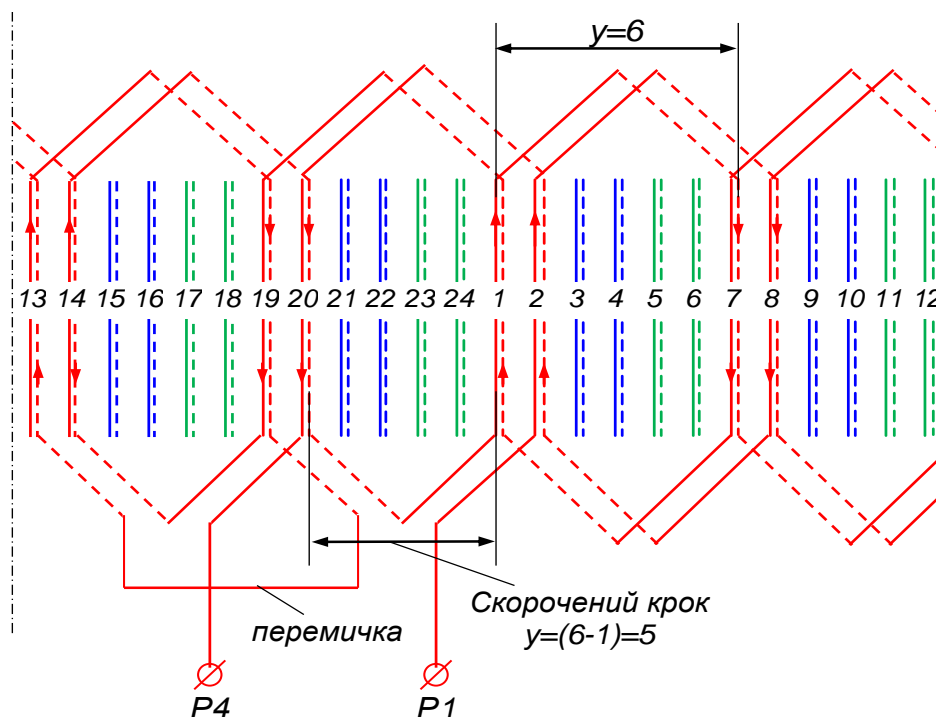 y=6
13 14 15 16 17 18 19 20 21 22 23 24 1 2 3 4 5 6 7 8 9 10 11 12
Скорочений крок
y=(6-1)=5
перемичка
P4
P1